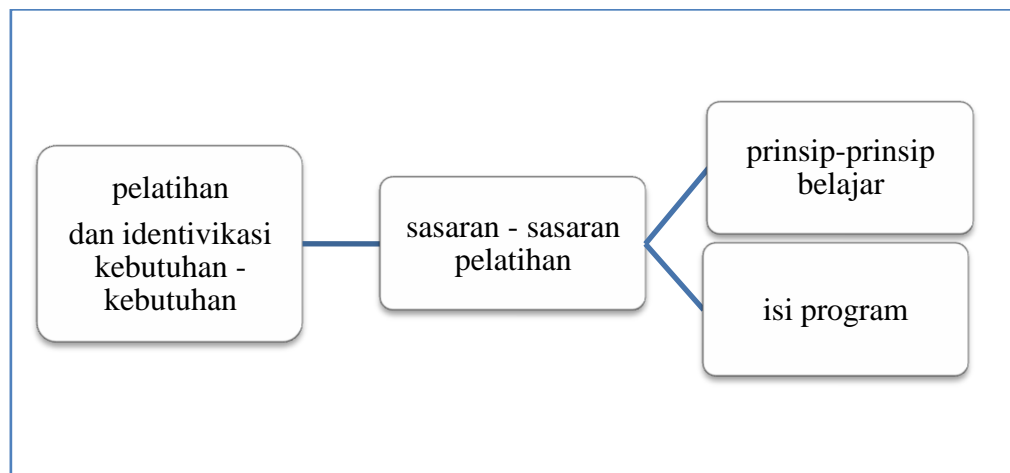 pelatihan
dan identivikasi
kebutuhan -
kebutuhan
sasaran - sasaran
pelatihan
prinsip-prinsip
belajar
isi program